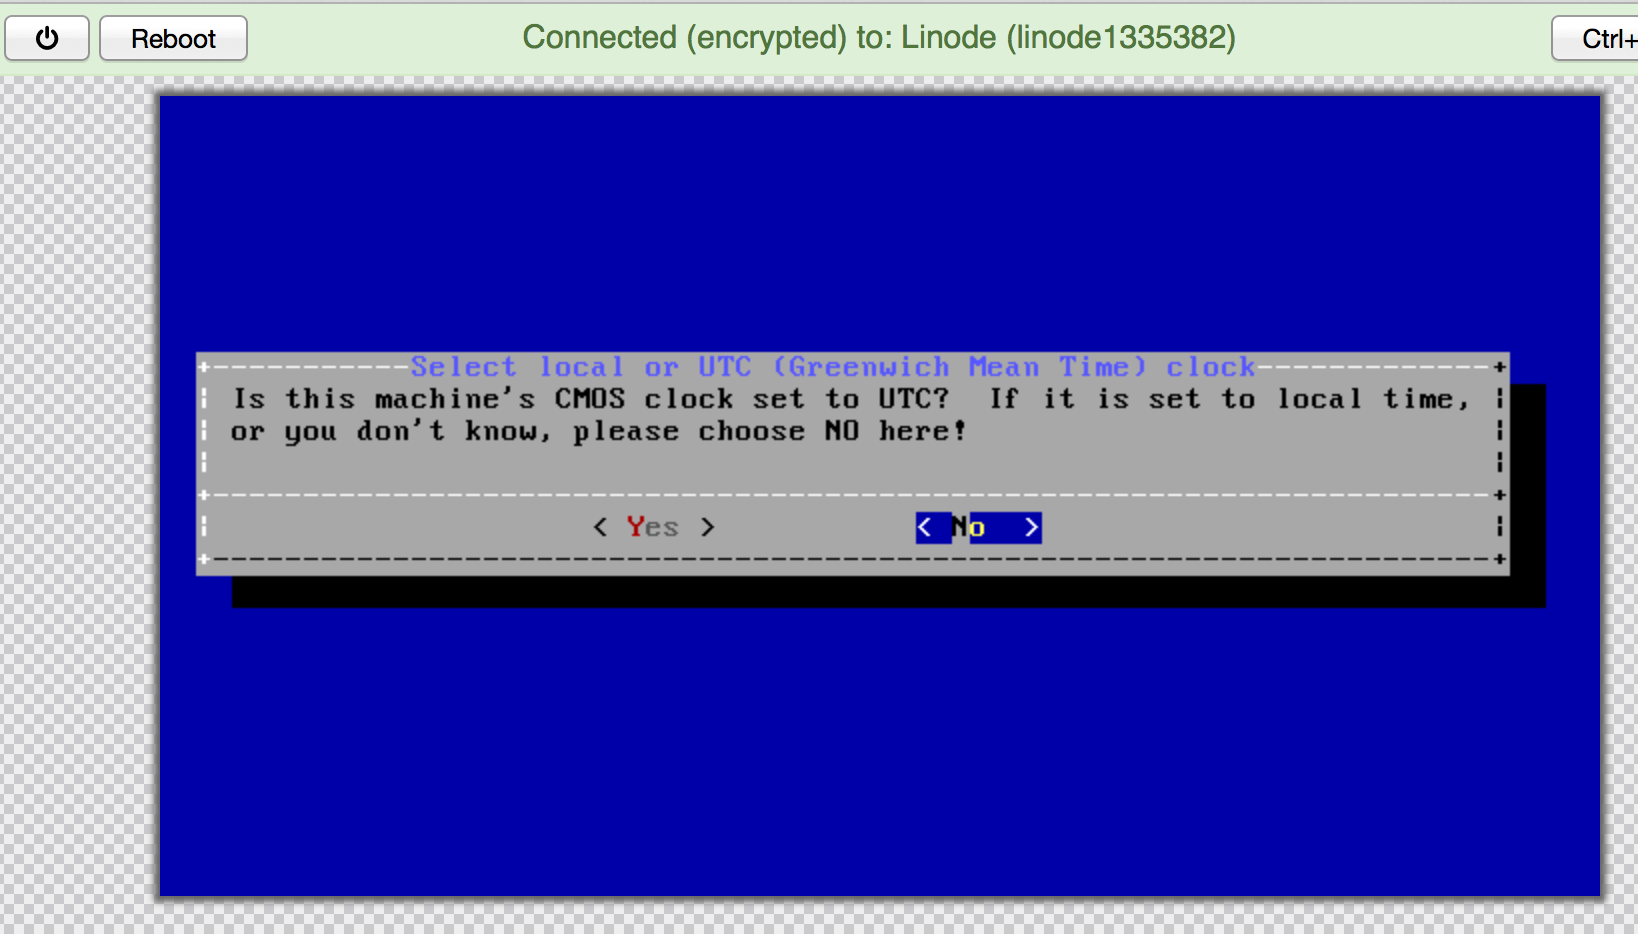 Reboot
Connected (encrypted) to: Linode (linode1335382)
Ctrl+
Select local or UTC (Greenwich Mean Time) clock
Is this machine's CMOS clock set to UTC?  If it is set to local time,
or you don't know, please choose NO here!
< Yes > < No >